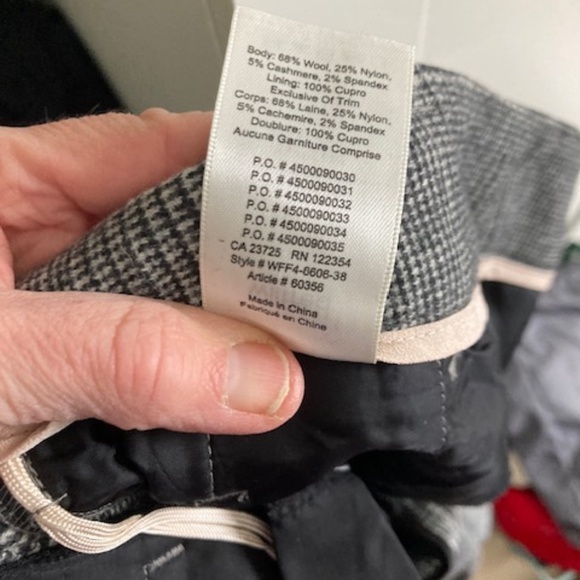 Body: 68% Wool, 25% Nylon,
5% Cashmere, 2% Spandex
Lining: 100% Cupro
Exclusive Of Trim
Corps: 68% Laine, 25% Nylon,
5% Cachemire, 2% Spandex
Doublure: 100% Cupro
Aucune Garniture Comprise
P.O. # 4500090030
P.O. # 4500090031
P.O. # 4500090032
P.O. # 4500090033
P.O. # 4500090034
P.O. # 4500090035
CA 23725 RN 122354
Style # WFF4-6606-38
Article # 60356
Made in China
Fabriqué en Chine